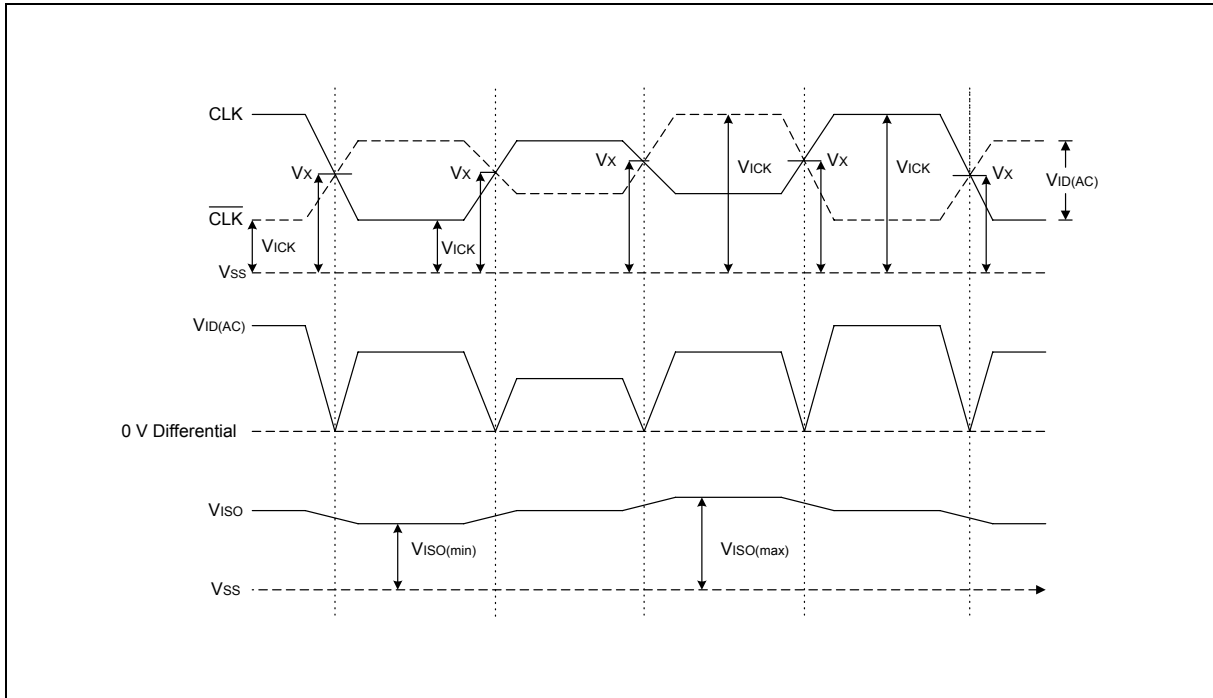 CLK
VX
VX
VX
VICK
VX
VICK
VX
VID(AC)
CLK
VICK
VICK
VSS
VID(AC)
0 V Differential
VISO
VISO(min)
VISO(max)
VSS